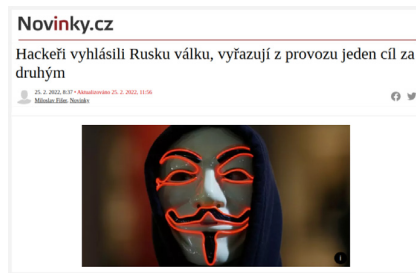 Novinky.cz
Hackeři vyhlásili Rusku válku, vyřazují z provozu jeden cíl za
druhým
25. 2. 2022, 8:37 • Aktualizováno 25. 2. 2022, 11:56
Miloslav Fišer, Novinky